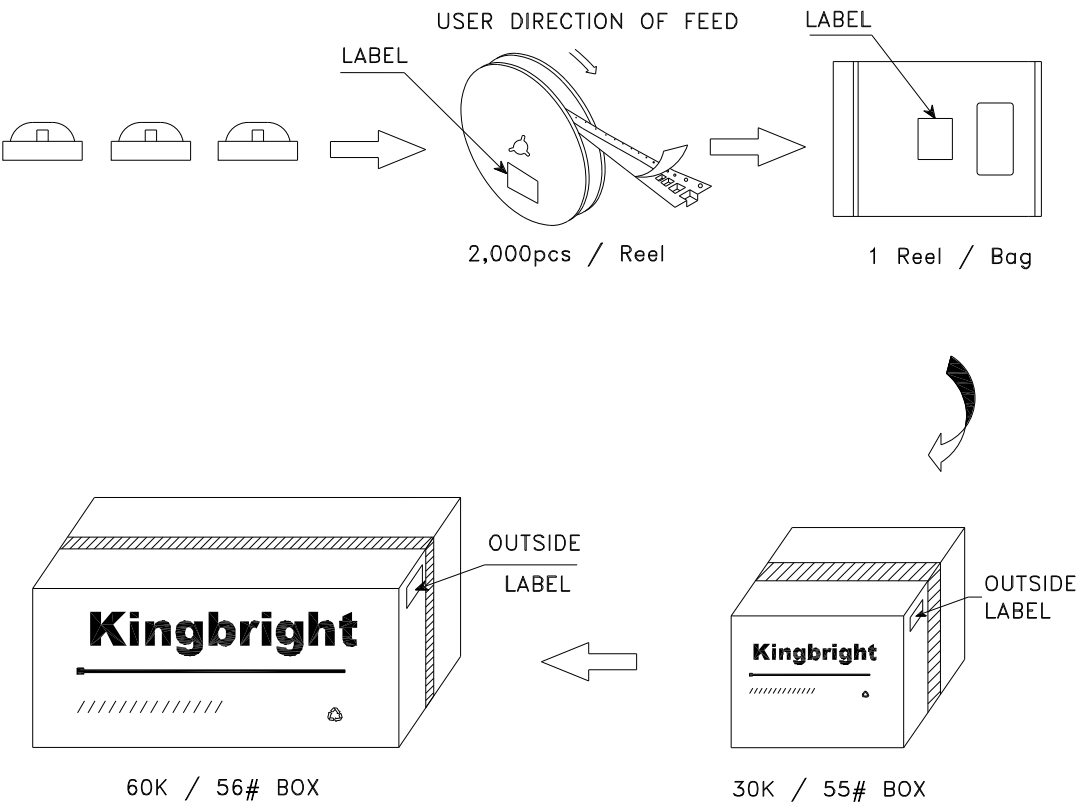 USER DIRECTION OF FEED
LABEL
LABEL
2,000pcs / Reel
1 Reel / Bag
OUTSIDE
LABEL
Kingbright
60K / 56# BOX
OUTSIDE
LABEL
Kingbright
30K / 55# BOX